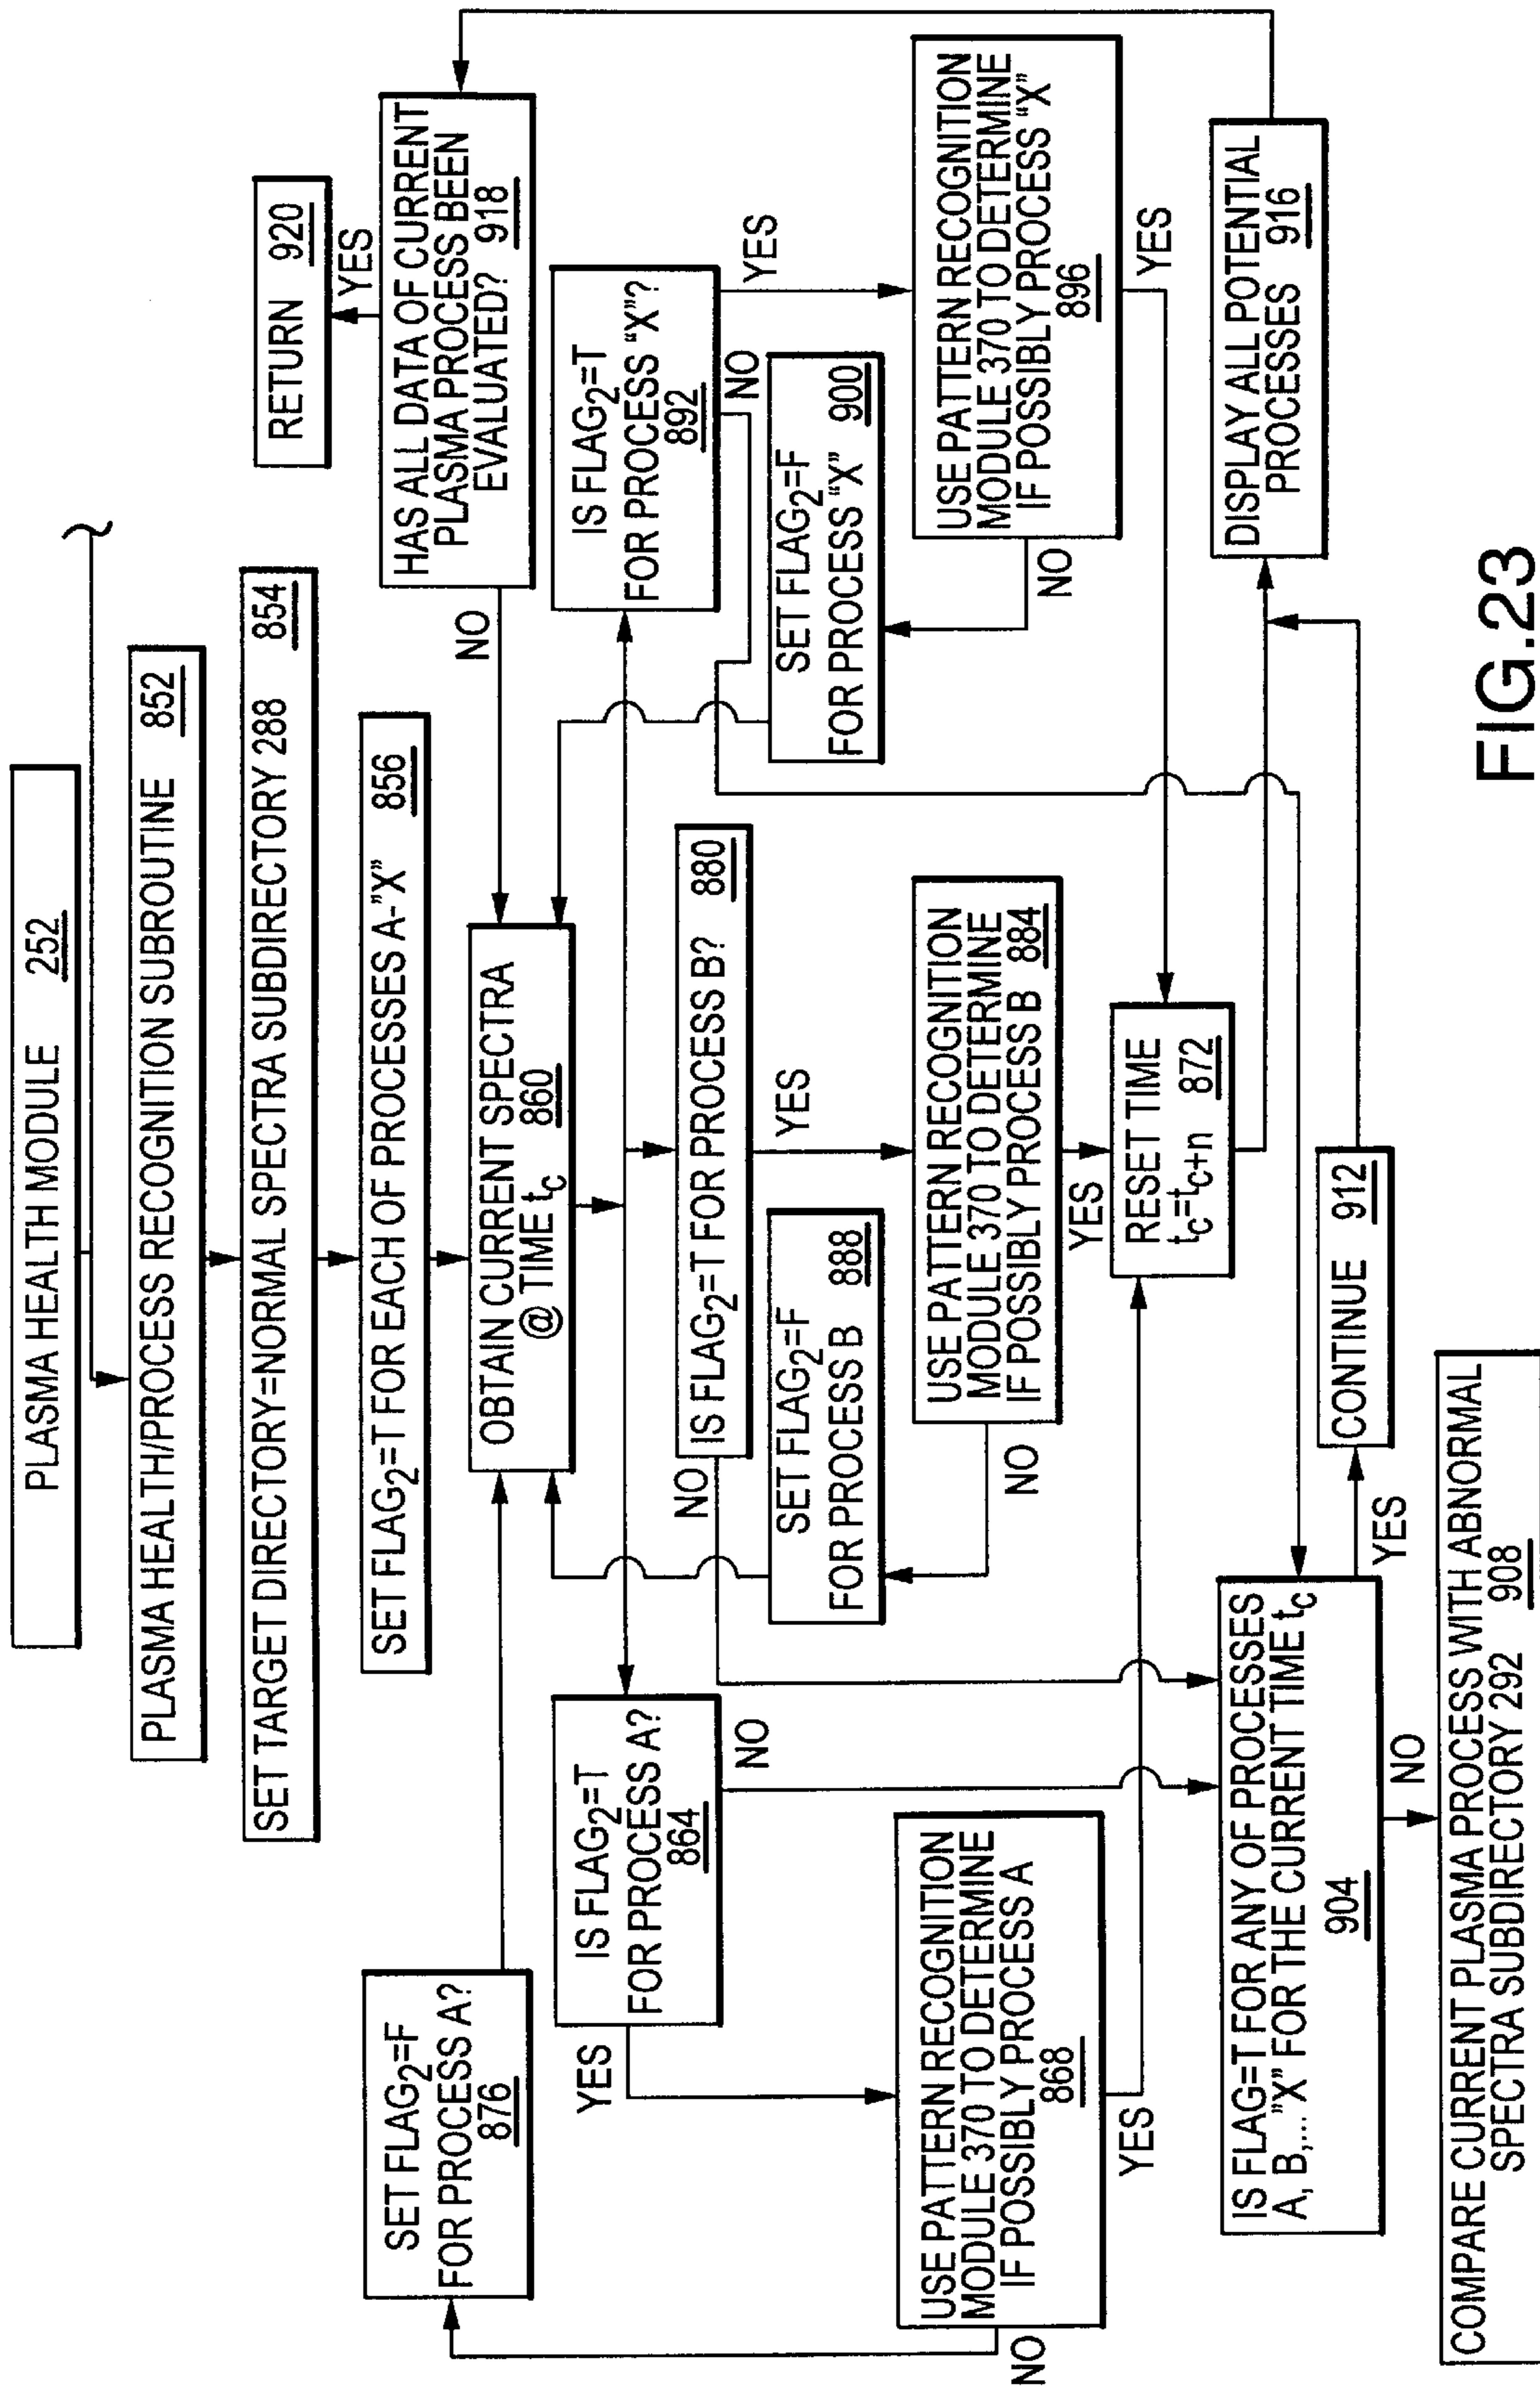 PLASMA HEALTH MODULE 252
PLASMA HEALTH/PROCESS RECOGNITION SUBROUTINE 852
SET TARGET DIRECTORY=NORMAL SPECTRA SUBDIRECTORY 288 854
SET FLAG2=T FOR EACH OF PROCESSES A-"X" 856
OBTAIN CURRENT SPECTRA
@ TIME tc 860
SET FLAG2=F
FOR PROCESS A?
876
RETURN 920
YES
HAS ALL DATA OF CURRENT
PLASMA PROCESS BEEN
EVALUATED? 918
NO
IS FLAG2=T
FOR PROCESS A?
864
YES
NO
IS FLAG2=T FOR PROCESS B? 880
NO
YES
IS FLAG2=T
FOR PROCESS "X"?
892
YES
NO
SET FLAG2=F
FOR PROCESS B 888
SET FLAG2=F
FOR PROCESS "X" 900
USE PATTERN RECOGNITION
MODULE 370 TO DETERMINE
IF POSSIBLY PROCESS A
868
NO
YES
USE PATTERN RECOGNITION
MODULE 370 TO DETERMINE
IF POSSIBLY PROCESS B 884
NO
YES
USE PATTERN RECOGNITION
MODULE 370 TO DETERMINE
IF POSSIBLY PROCESS "X"
896
NO
YES
RESET TIME
tc=tc+n 872
IS FLAG=T FOR ANY OF PROCESSES
A, B,... "X" FOR THE CURRENT TIME tc
904
YES
NO
CONTINUE 912
DISPLAY ALL POTENTIAL
PROCESSES 916
COMPARE CURRENT PLASMA PROCESS WITH ABNORMAL
SPECTRA SUBDIRECTORY 292 908
FIG.23